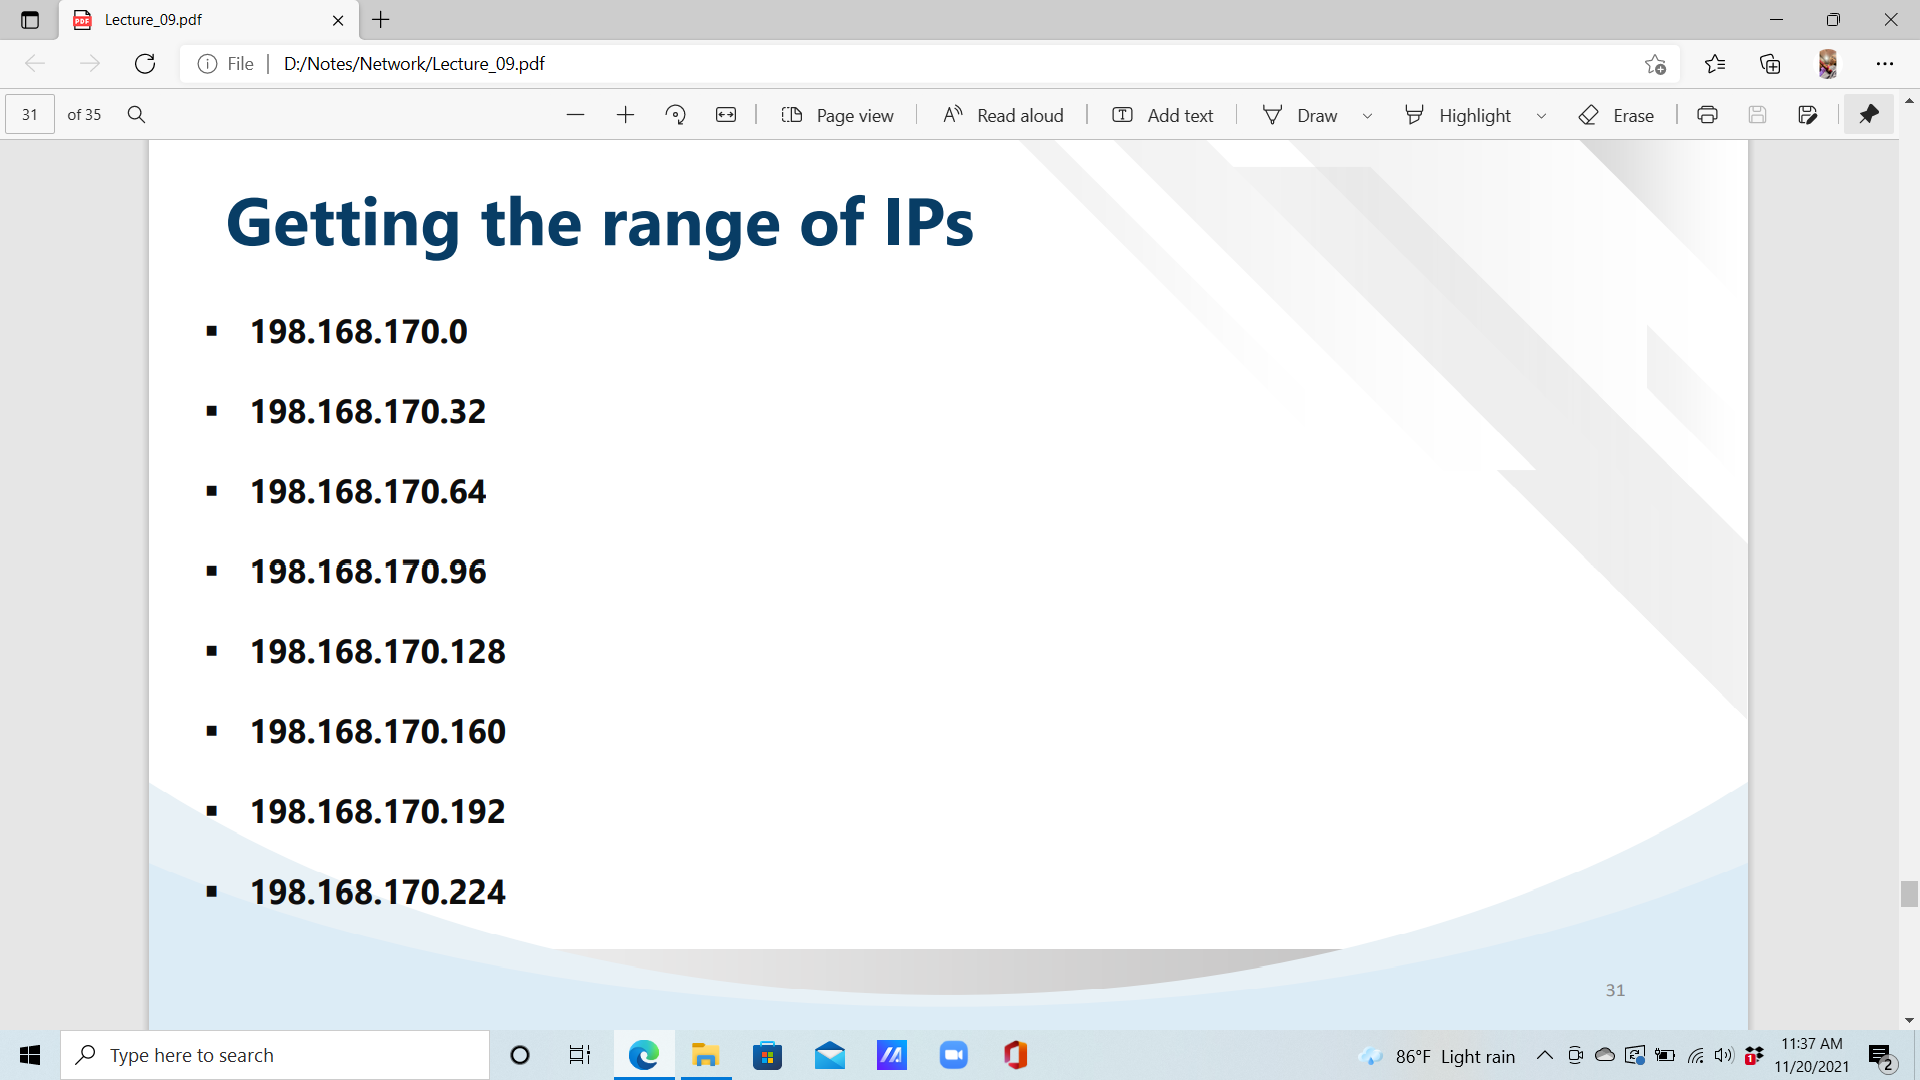 Lecture_09.pdf
File D:/Notes/Network/Lecture_09.pdf
31 of 35 Page view Read aloud Add text Draw Highlight Erase
Getting the range of IPs
▪ 198.168.170.0
▪ 198.168.170.32
▪ 198.168.170.64
▪ 198.168.170.96
▪ 198.168.170.128
▪ 198.168.170.160
▪ 198.168.170.192
▪ 198.168.170.224
31
Type here to search
86°F Light rain
11:37 AM
11/20/2021
2